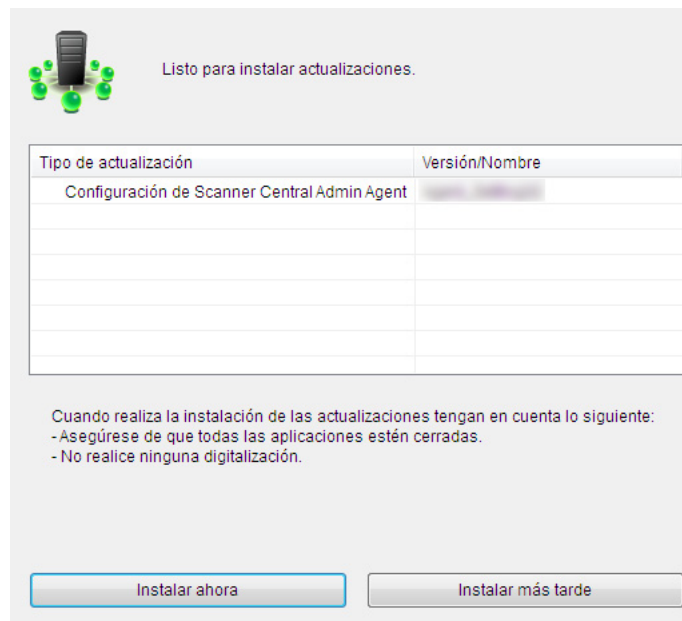 Listo para instalar actualizaciones.
Tipo de actualización Versión/Nombre
Configuración de Scanner Central Admin Agent
Cuando realiza la instalación de las actualizaciones tengan en cuenta lo siguiente:
- Asegúrese de que todas las aplicaciones estén cerradas.
- No realice ninguna digitalización.
Instalar ahora Instalar más tarde